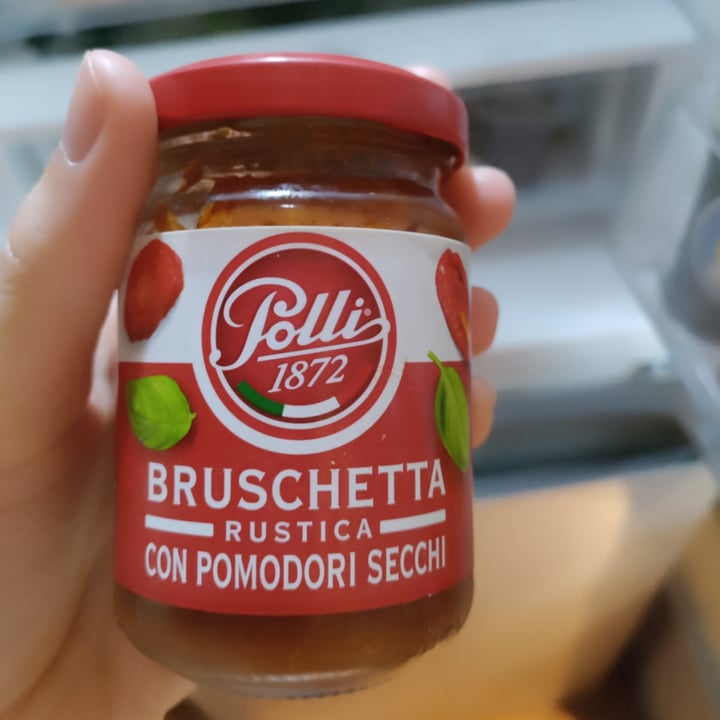 Polli
1872
BRUSCHETTA
RUSTICA
CON POMODORI SECCHI